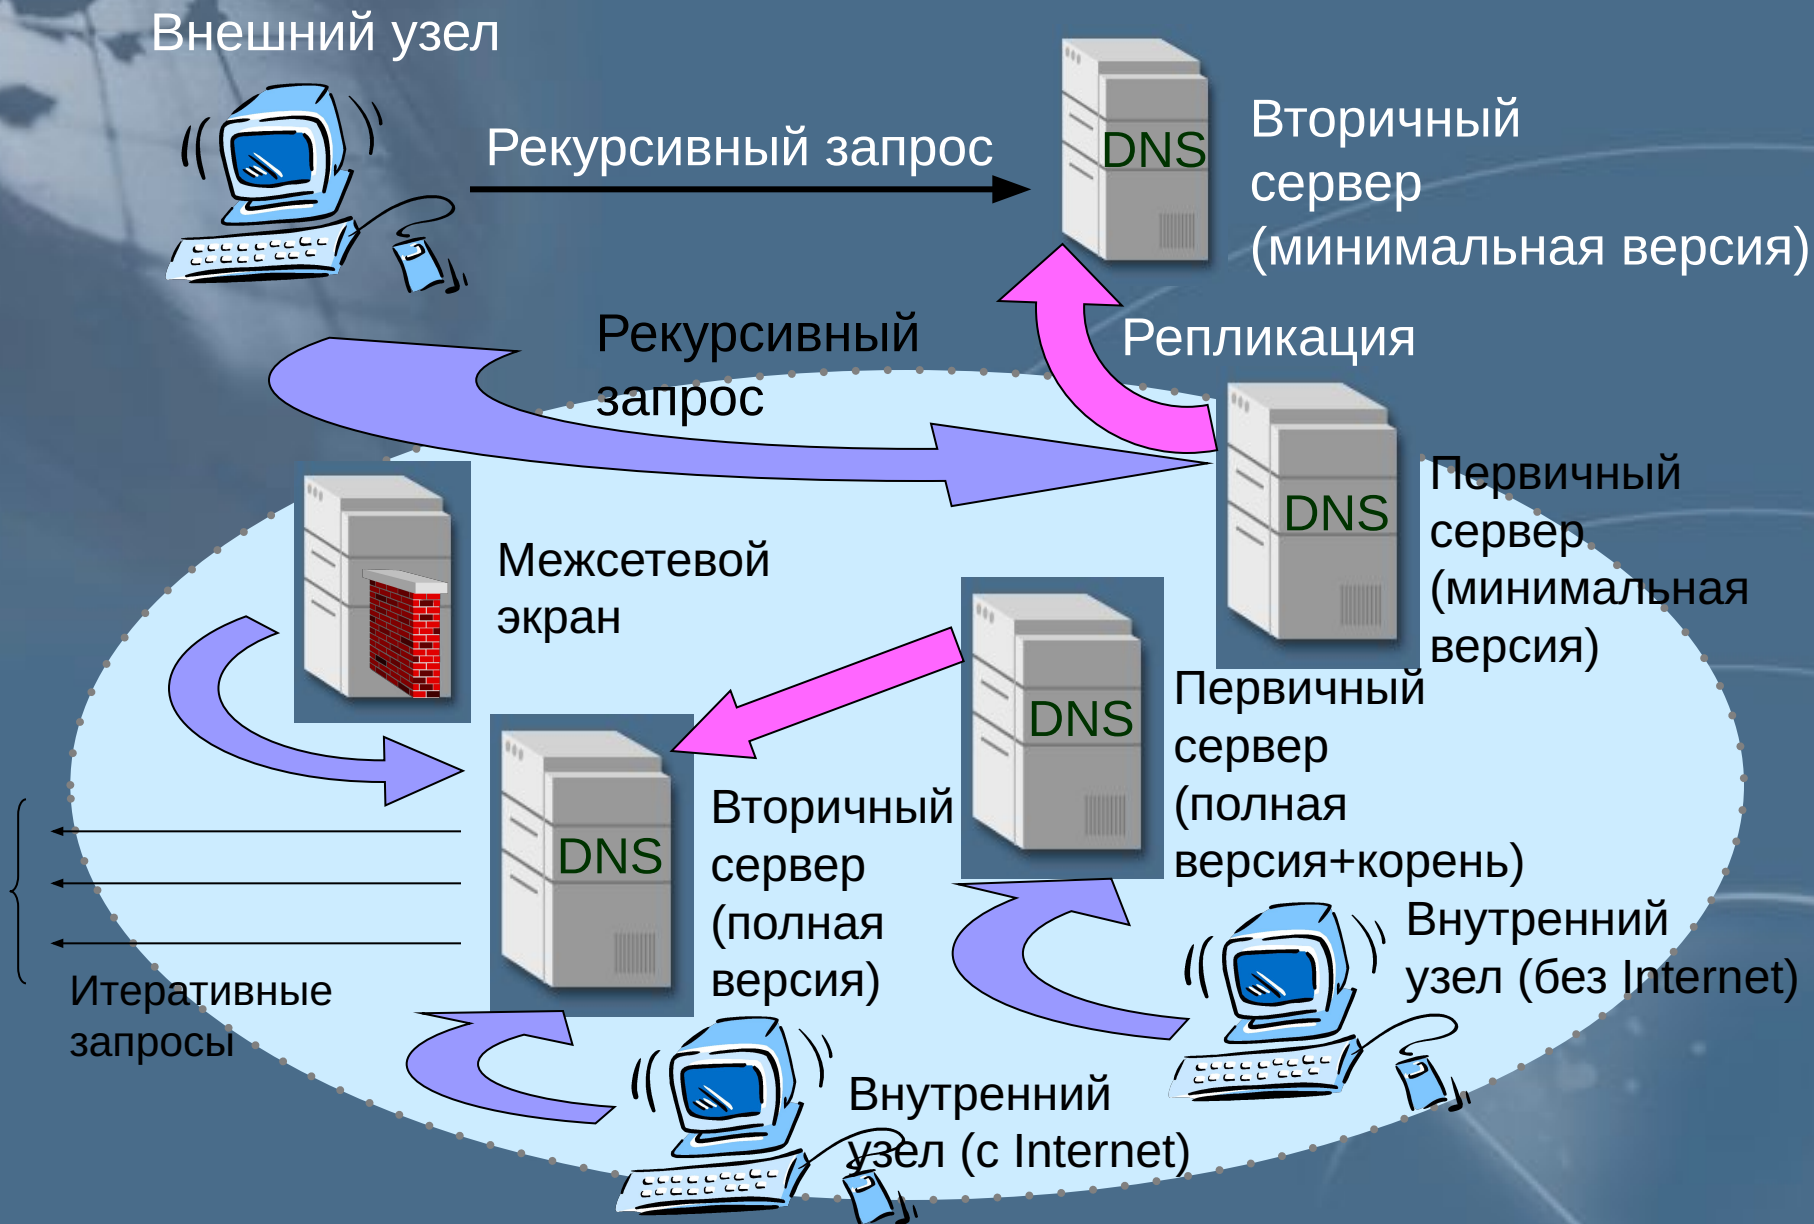 Внешний узел
Рекурсивный запрос
DNS
Вторичный
сервер
(минимальная версия)
Рекурсивный
запрос
Репликация
DNS
Первичный
сервер
(минимальная
версия)
Межсетевой
экран
DNS
Первичный
сервер
(полная
версия+корень)
DNS
Вторичный
сервер
(полная
версия)
Итеративные
запросы
Внутренний
узел (без Internet)
Внутренний
узел (с Internet)